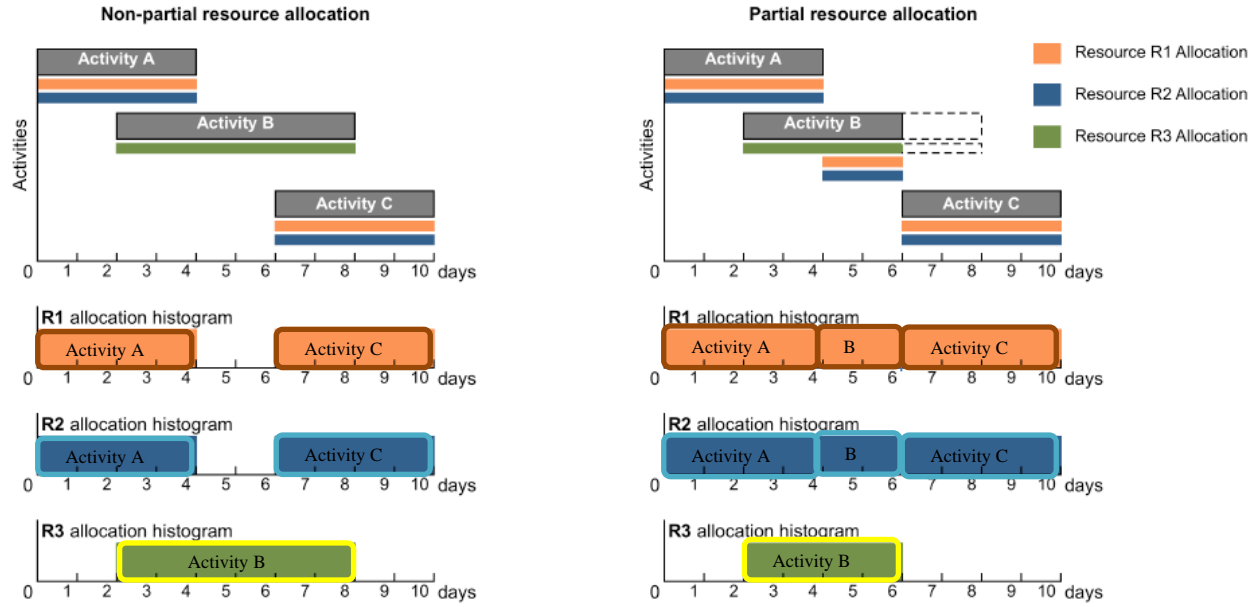 Non-partial resource allocation
Activity A
Activity B
Activity C
Activities
0 1 2 3 4 5 6 7 8 9 10 days
R1 allocation histogram
Activity A Activity C
0 1 2 3 4 5 6 7 8 9 10 days
R2 allocation histogram
Activity A Activity C
0 1 2 3 4 5 6 7 8 9 10 days
R3 allocation histogram
Activity B
0 1 2 3 4 5 6 7 8 9 10 days
Partial resource allocation
Activity A
Activity B
Activity C
Activities
0 1 2 3 4 5 6 7 8 9 10 days
R1 allocation histogram
Activity A B Activity C
0 1 2 3 4 5 6 7 8 9 10 days
R2 allocation histogram
Activity A B Activity C
0 1 2 3 4 5 6 7 8 9 10 days
R3 allocation histogram
Activity B
0 1 2 3 4 5 6 7 8 9 10 days
Resource R1 Allocation
Resource R2 Allocation
Resource R3 Allocation